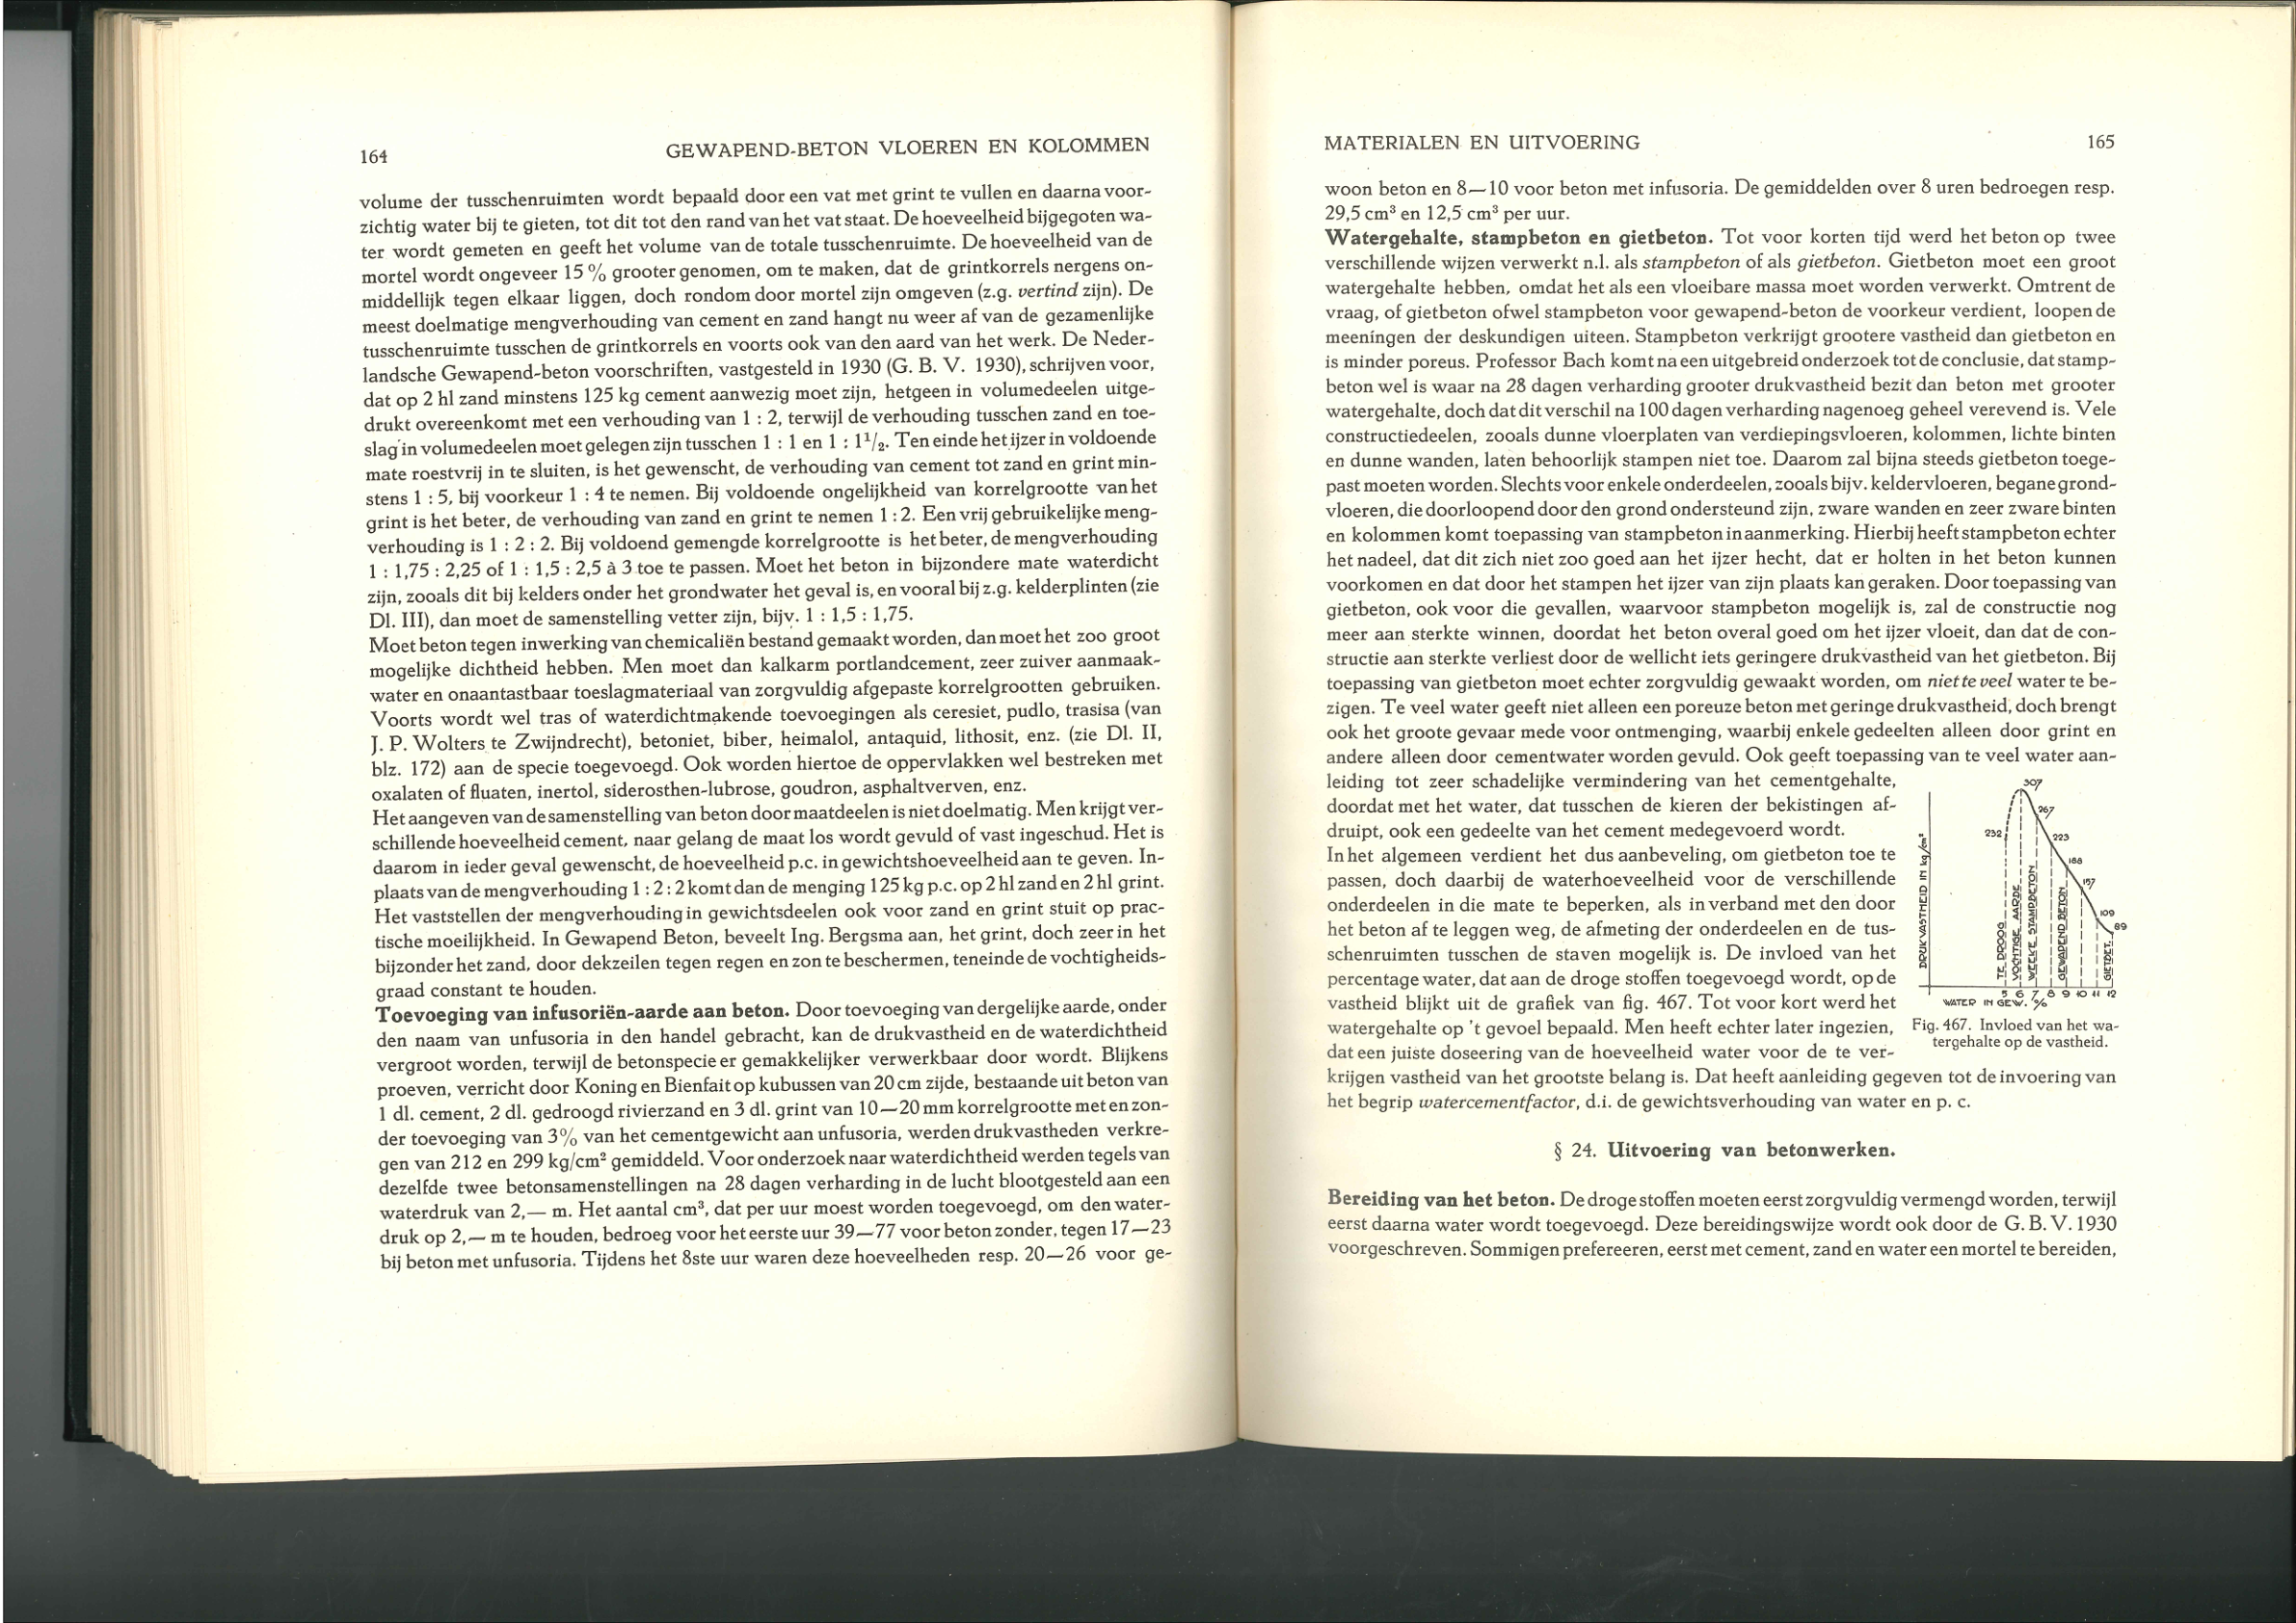 164
GEWAPEND-BETON VLOEREN EN KOLOMMEN
volume der tusschenruimten wordt bepaald door een vat met grint te vullen en daarna voor-
zichtig water bij te gieten, tot dit tot den rand van het vat staat. De hoeveelheid bijgegoten wa-
ter wordt gemeten en geeft het volume van de totale tusschenruimte. De hoeveelheid van de
mortel wordt ongeveer 15 % grooter genomen, om te maken, dat de grintkorrels nergens on-
middellijk tegen elkaar liggen, doch rondom door mortel zijn omgeven (z.g. vertind zijn). De
meest doelmatige mengverhouding van cement en zand hangt nu weer af van de gezamenlijke
tusschenruimte tusschen de grintkorrels en voorts ook van den aard van het werk. De Neder-
landsche Gewapend-beton voorschriften, vastgesteld in 1930 (G. B. V. 1930), schrijven voor,
dat op 2 hl zand minstens 125 kg cement aanwezig moet zijn, hetgeen in volumedeelen uitge-
drukt overeenkomt met een verhouding van 1 : 2, terwijl de verhouding tusschen zand en toe-
slag in volumedeelen moet gelegen zijn tusschen 1 : 1 en 1 : 1¹/₂. Ten einde het ijzer in voldoende
mate roestvrij in te sluiten, is het gewenscht, de verhouding van cement tot zand en grint min-
stens 1 : 5, bij voorkeur 1 : 4 te nemen. Bij voldoende ongelijkheid van korrelgrootte van het
grint is het beter, de verhouding van zand en grint te nemen 1 : 2. Een vrij gebruikelijke meng-
verhouding is 1 : 2 : 2. Bij voldoend gemengde korrelgrootte is het beter, de mengverhouding
1 : 1,75 : 2,25 of 1 : 1,5 : 2,5 à 3 toe te passen. Moet het beton in bijzondere mate waterdicht
zijn, zooals dit bij kelders onder het grondwater het geval is, en vooral bij z.g. kelderplinten (zie
Dl. III), dan moet de samenstelling vetter zijn, bijv. 1 : 1,5 : 1,75.
Moet beton tegen inwerking van chemicaliën bestand gemaakt worden, dan moet het zoo groot
mogelijke dichtheid hebben. Men moet dan kalkarm portlandcement, zeer zuiver aanmaak-
water en onaantastbaar toeslagmateriaal van zorgvuldig afgepaste korrelgrootten gebruiken.
Voorts wordt wel tras of waterdichtmakende toevoegingen als ceresiet, pudlo, trasisa (van
J. P. Wolters te Zwijndrecht), betoniet, biber, heimalol, antaquid, lithosit, enz. (zie Dl. II,
blz. 172) aan de specie toegevoegd. Ook worden hiertoe de oppervlakken wel bestreken met
oxalaten of fluaten, inertol, siderosthen-lubrose, goudron, asphaltverven, enz.
Het aangeven van de samenstelling van beton door maatdeelen is niet doelmatig. Men krijgt ver-
schillende hoeveelheid cement, naar gelang de maat los wordt gevuld of vast ingeschud. Het is
daarom in ieder geval gewenscht, de hoeveelheid p.c. in gewichtshoeveelheid aan te geven. In-
plaats van de mengverhouding 1 : 2 : 2 komt dan de menging 125 kg p.c. op 2 hl zand en 2 hl grint.
Het vaststellen der mengverhouding in gewichtsdeelen ook voor zand en grint stuit op prac-
tische moeilijkheid. In Gewapend Beton, beveelt Ing. Bergsma aan, het grint, doch zeer in het
bijzonder het zand, door dekzeilen tegen regen en zon te beschermen, teneinde de vochtigheids-
graad constant te houden.
Toevoeging van infusoriën-aarde aan beton. Door toevoeging van dergelijke aarde, onder
den naam van unfusoria in den handel gebracht, kan de drukvastheid en de waterdichtheid
vergroot worden, terwijl de betonspecie er gemakkelijker verwerkbaar door wordt. Blijkens
proeven, verricht door Koning en Bienfait op kubussen van 20 cm zijde, bestaande uit beton van
1 dl. cement, 2 dl. gedroogd rivierzand en 3 dl. grint van 10—20 mm korrelgrootte met en zon-
der toevoeging van 3% van het cementgewicht aan unfusoria, werden drukvastheden verkre-
gen van 212 en 299 kg/cm² gemiddeld. Voor onderzoek naar waterdichtheid werden tegels van
dezelfde twee betonsamenstellingen na 28 dagen verharding in de lucht blootgesteld aan een
waterdruk van 2,— m. Het aantal cm³, dat per uur moest worden toegevoegd, om den water-
druk op 2,— m te houden, bedroeg voor het eerste uur 39—77 voor beton zonder, tegen 17—23
bij beton met unfusoria. Tijdens het 8ste uur waren deze hoeveelheden resp. 20—26 voor ge-
MATERIALEN EN UITVOERING
165
woon beton en 8—10 voor beton met infusoria. De gemiddelden over 8 uren bedroegen resp.
29,5 cm³ en 12,5 cm³ per uur.
Watergehalte, stampbeton en gietbeton. Tot voor korten tijd werd het beton op twee
verschillende wijzen verwerkt n.l. als stampbeton of als gietbeton. Gietbeton moet een groot
watergehalte hebben, omdat het als een vloeibare massa moet worden verwerkt. Omtrent de
vraag, of gietbeton ofwel stampbeton voor gewapend-beton de voorkeur verdient, loopen de
meeningen der deskundigen uiteen. Stampbeton verkrijgt grootere vastheid dan gietbeton en
is minder poreus. Professor Bach komt na een uitgebreid onderzoek tot de conclusie, dat stamp-
beton wel is waar na 28 dagen verharding grooter drukvastheid bezit dan beton met grooter
watergehalte, doch dat dit verschil na 100 dagen verharding nagenoeg geheel verevend is. Vele
constructiedeelen, zooals dunne vloerplaten van verdiepingsvloeren, kolommen, lichte binten
en dunne wanden, laten behoorlijk stampen niet toe. Daarom zal bijna steeds gietbeton toege-
past moeten worden. Slechts voor enkele onderdeelen, zooals bijv. keldervloeren, begane grond-
vloeren, die doorloopend door den grond ondersteund zijn, zware wanden en zeer zware binten
en kolommen komt toepassing van stampbeton in aanmerking. Hierbij heeft stampbeton echter
het nadeel, dat dit zich niet zoo goed aan het ijzer hecht, dat er holten in het beton kunnen
voorkomen en dat door het stampen het ijzer van zijn plaats kan geraken. Door toepassing van
gietbeton, ook voor die gevallen, waarvoor stampbeton mogelijk is, zal de constructie nog
meer aan sterkte winnen, doordat het beton overal goed om het ijzer vloeit, dan dat de con-
structie aan sterkte verliest door de wellicht iets geringere drukvastheid van het gietbeton. Bij
toepassing van gietbeton moet echter zorgvuldig gewaakt worden, om niet te veel water te be-
zigen. Te veel water geeft niet alleen een poreuze beton met geringe drukvastheid, doch brengt
ook het groote gevaar mede voor ontmenging, waarbij enkele gedeelten alleen door grint en
andere alleen door cementwater worden gevuld. Ook geeft toepassing van te veel water aan-
leiding tot zeer schadelijke vermindering van het cementgehalte,
doordat met het water, dat tusschen de kieren der bekistingen af-
druipt, ook een gedeelte van het cement medegevoerd wordt.
In het algemeen verdient het dus aanbeveling, om gietbeton toe te
passen, doch daarbij de waterhoeveelheid voor de verschillende
onderdeelen in die mate te beperken, als in verband met den door
het beton af te leggen weg, de afmeting der onderdeelen en de tus-
schenruimten tusschen de staven mogelijk is. De invloed van het
percentage water, dat aan de droge stoffen toegevoegd wordt, op de
vastheid blijkt uit de grafiek van fig. 467. Tot voor kort werd het
watergehalte op 't gevoel bepaald. Men heeft echter later ingezien,
dat een juiste doseering van de hoeveelheid water voor de te ver-
krijgen vastheid van het grootste belang is. Dat heeft aanleiding gegeven tot de invoering van
het begrip watercementfactor, d.i. de gewichtsverhouding van water en p. c.
307
267
232
223
188
157
109
89
DRUKVASTHEID IN kg/cm²
TE DROOG
VOCHTIGE AARDE
WEEKE STAMPBETON
GEWAPEND BETON
GIETBET.
5 6 7 8 9 10 11 12
WATER IN GEW. %
Fig. 467. Invloed van het wa-
tergehalte op de vastheid.
§ 24. Uitvoering van betonwerken.
Bereiding van het beton. De droge stoffen moeten eerst zorgvuldig vermengd worden, terwijl
eerst daarna water wordt toegevoegd. Deze bereidingswijze wordt ook door de G. B. V. 1930
voorgeschreven. Sommigen prefereeren, eerst met cement, zand en water een mortel te bereiden,